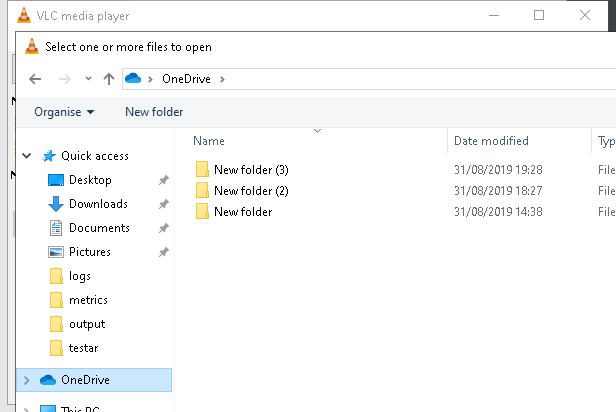 VLC media player
Select one or more files to open
OneDrive
Organise New folder
Name Date modified Typ
Quick access
New folder (3) 31/08/2019 19:28 File
Desktop
New folder (2) 31/08/2019 18:27 File
Downloads
New folder 31/08/2019 14:38 File
Documents
Pictures
logs
metrics
output
testar
OneDrive
This PC